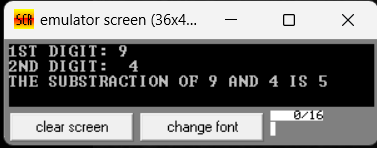 SCR emulator screen (36x4...
1ST DIGIT: 9
2ND DIGIT:  4
THE SUBSTRACTION OF 9 AND 4 IS 5
clear screen
change font
0/16